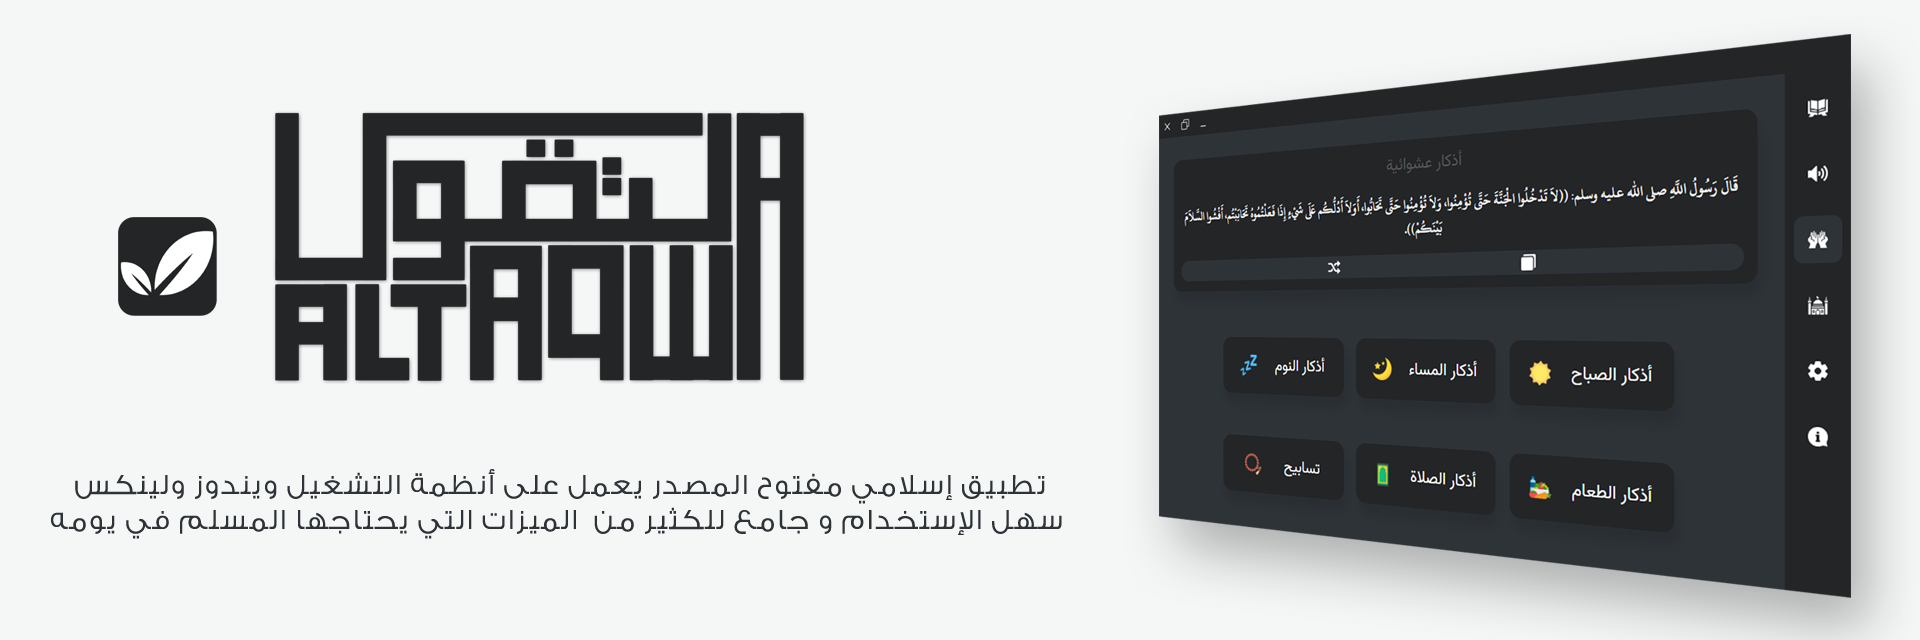 التقوى
ALTAQWA
تطبيق إسلامي مفتوح المصدر يعمل على أنظمة التشغيل ويندوز ولينكس
سهل الإستخدام و جامع للكثير من الميزات التي يحتاجها المسلم في يومه
أذكار عشوائية
قَالَ رَسُولُ اللَّهِ صلى الله عليه وسلم: ((لاَ تَدْخُلُوا الْجَنَّةَ حَتَّى تُؤْمِنُوا، وَلاَ تُؤْمِنُوا حَتَّى تَحَابُّوا، أَوَلاَ أَدُلُّكُم عَلَى شَيْءٍ إِذَا فَعَلْتُمُوهُ تَحَابَبْتُم، أَفْشُوا السَّلاَمَ
بَيْنَكُمْ)).
أذكار الصباح
أذكار المساء
أذكار النوم
أذكار الطعام
أذكار الصلاة
تسابيح